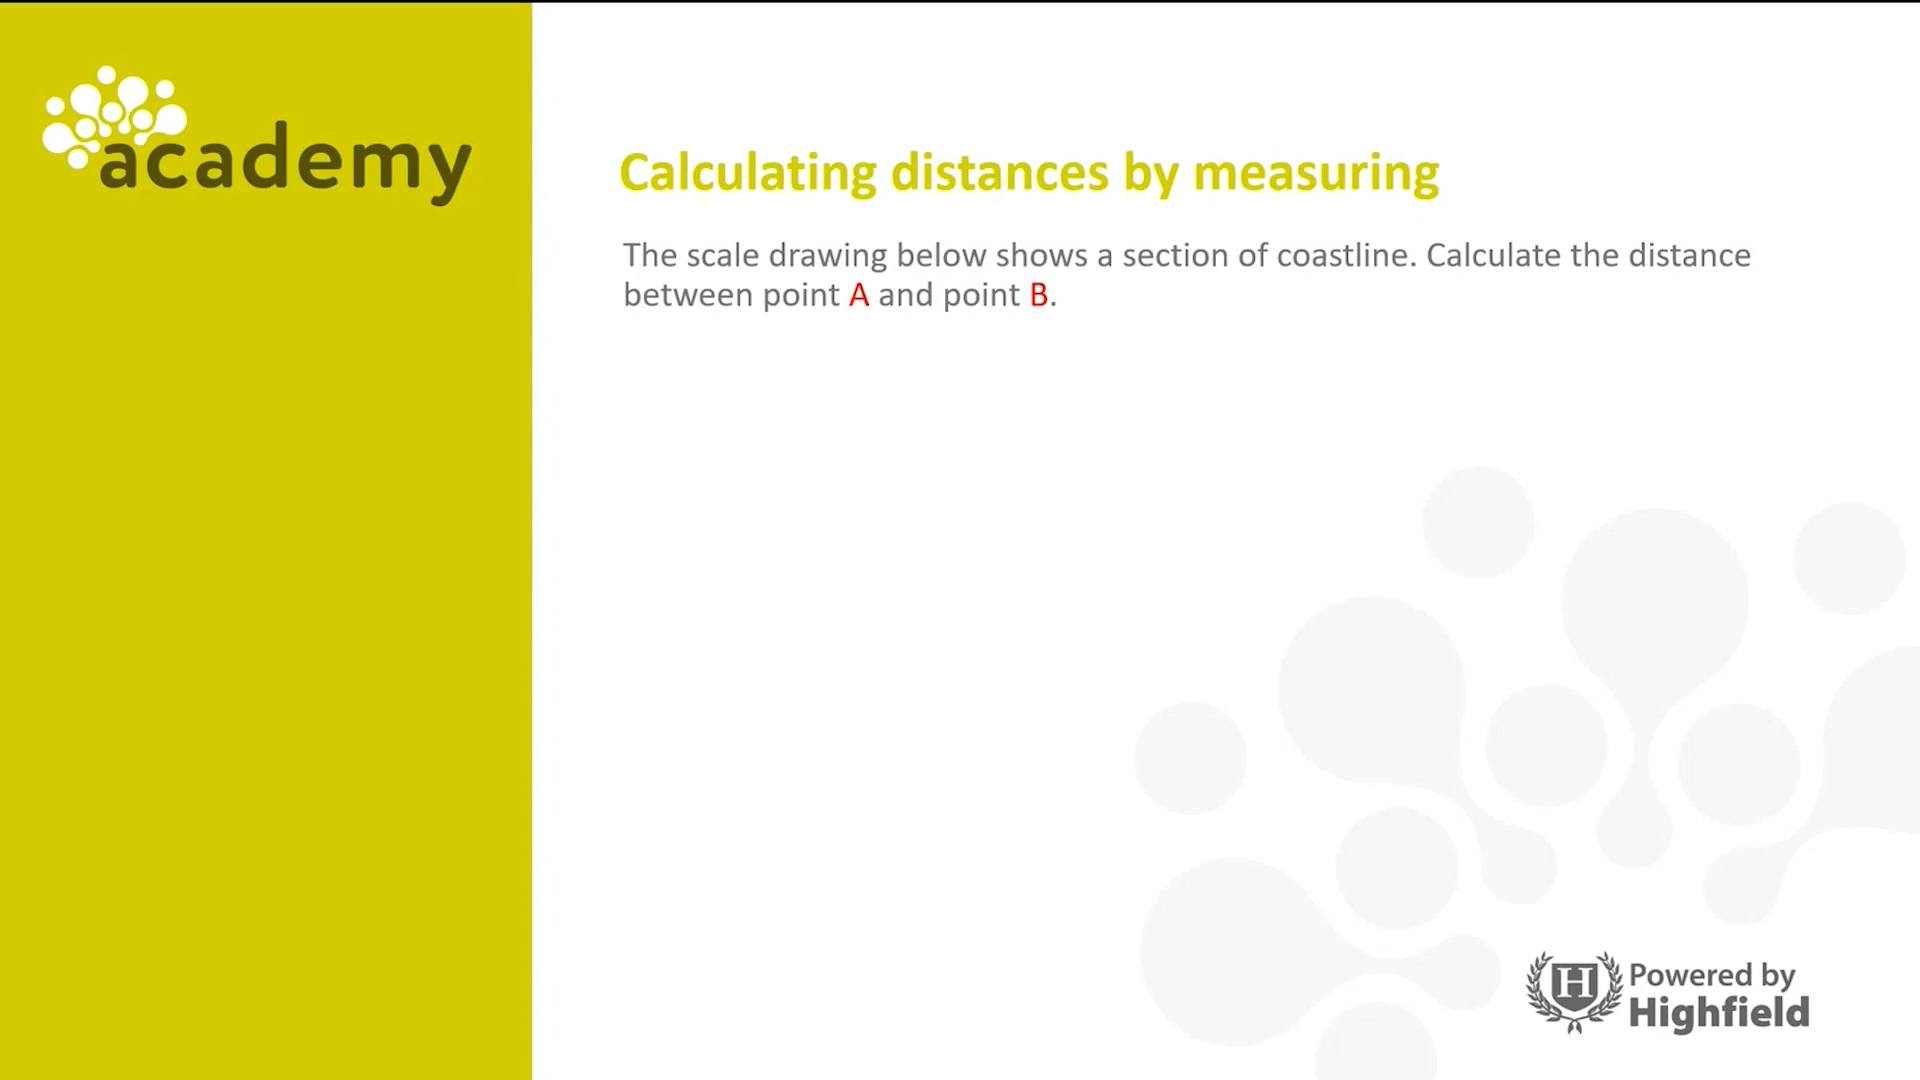 academy
Calculating distances by measuring
The scale drawing below shows a section of coastline. Calculate the distance
between point A and point B.
H
Powered by
Highfield